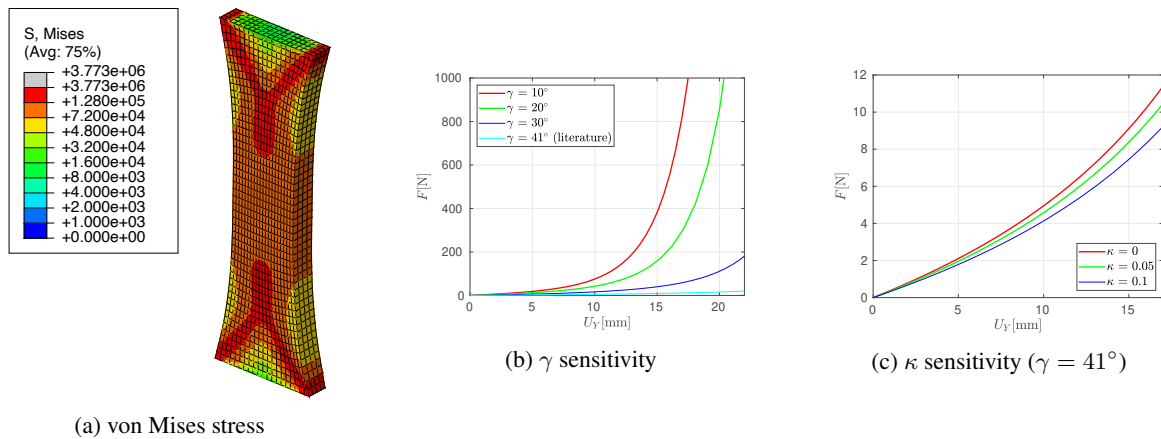 S, Mises
(Avg: 75%)
+3.773e+06
+3.773e+06
+1.280e+05
+7.200e+04
+4.800e+04
+3.200e+04
+1.600e+04
+8.000e+03
+4.000e+03
+2.000e+03
+1.000e+03
+0.000e+00
(a) von Mises stress
1000
800
600
400
200
0
F[N]
γ = 10°
γ = 20°
γ = 30°
γ = 41° (literature)
0 5 10 15 20
U_Y[mm]
(b) γ sensitivity
12
10
8
6
4
2
0
F[N]
κ = 0
κ = 0.05
κ = 0.1
0 5 10 15
U_Y[mm]
(c) κ sensitivity (γ = 41°)